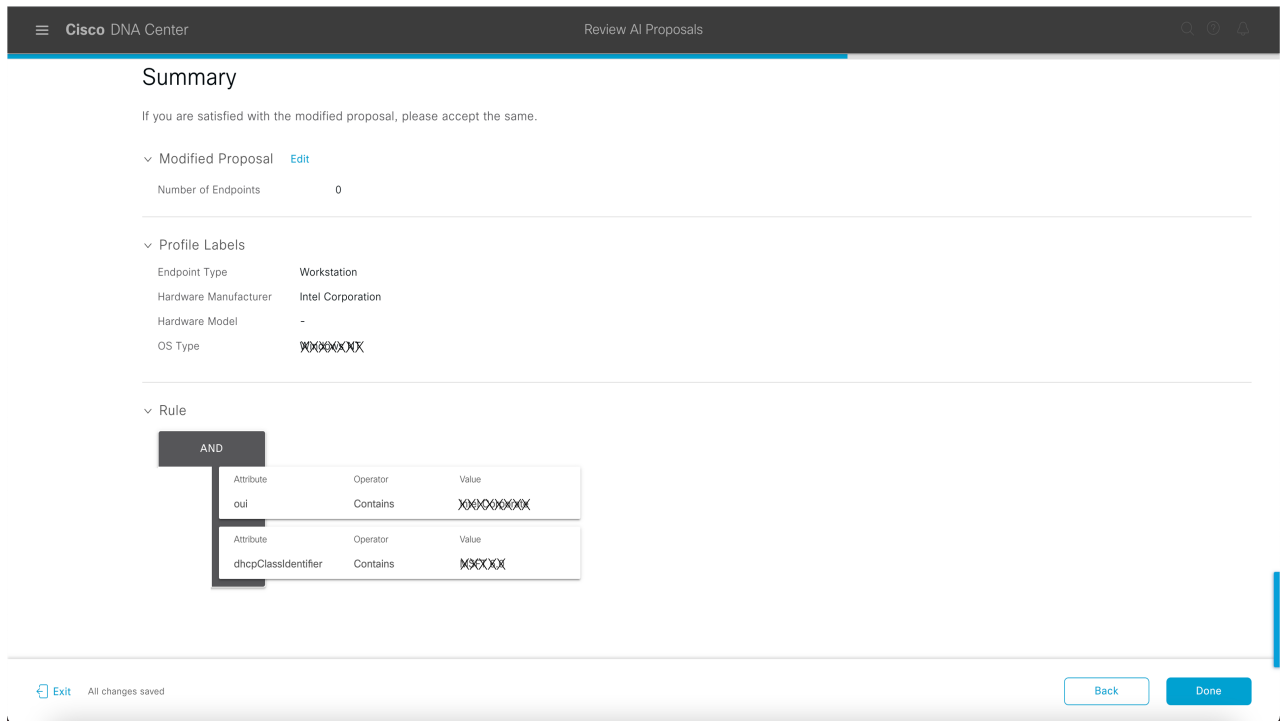 Cisco DNA Center
Review AI Proposals
Summary
If you are satisfied with the modified proposal, please accept the same.
Modified Proposal Edit
Number of Endpoints 0
Profile Labels
Endpoint Type Workstation
Hardware Manufacturer Intel Corporation
Hardware Model -
OS Type
Rule
AND
Attribute Operator Value
oui Contains
Attribute Operator Value
dhcpClassIdentifier Contains
Exit All changes saved
Back
Done